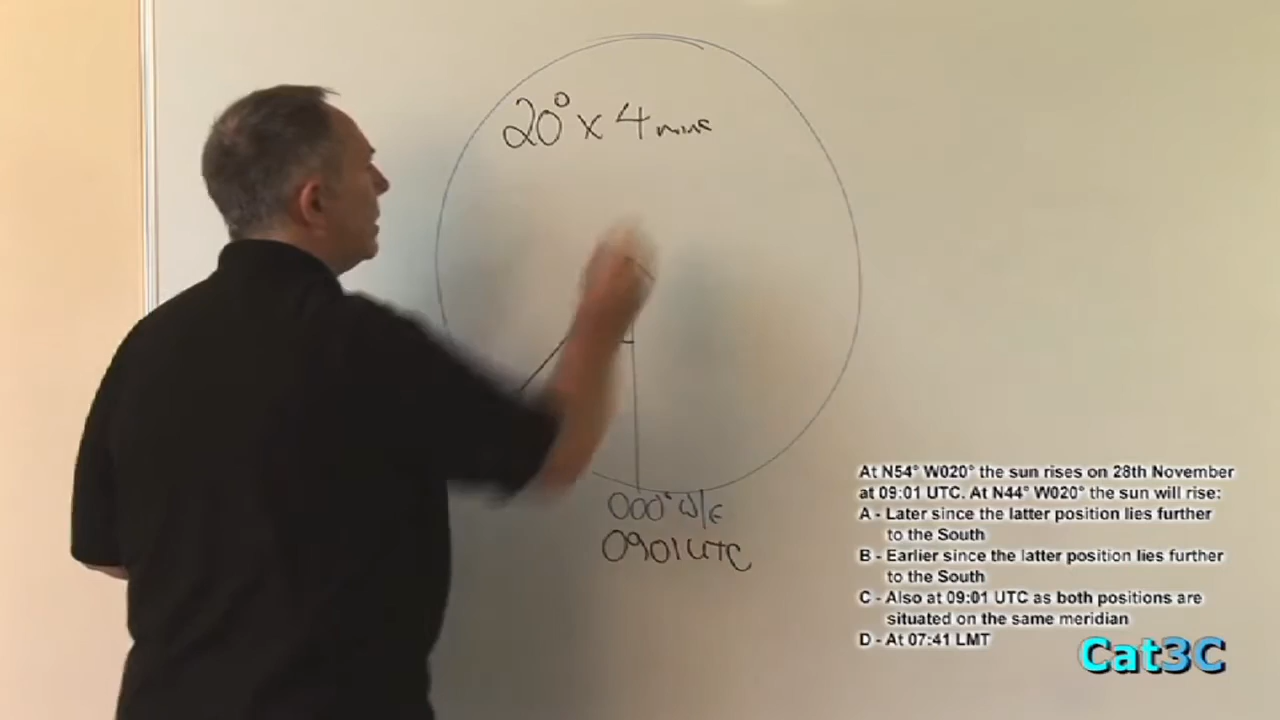 20° x 4 mins
000° W/E
0901 UTC
At N54° W020° the sun rises on 28th November
at 09:01 UTC. At N44° W020° the sun will rise:
A - Later since the latter position lies further
to the South
B - Earlier since the latter position lies further
to the South
C - Also at 09:01 UTC as both positions are
situated on the same meridian
D - At 07:41 LMT
Cat3C